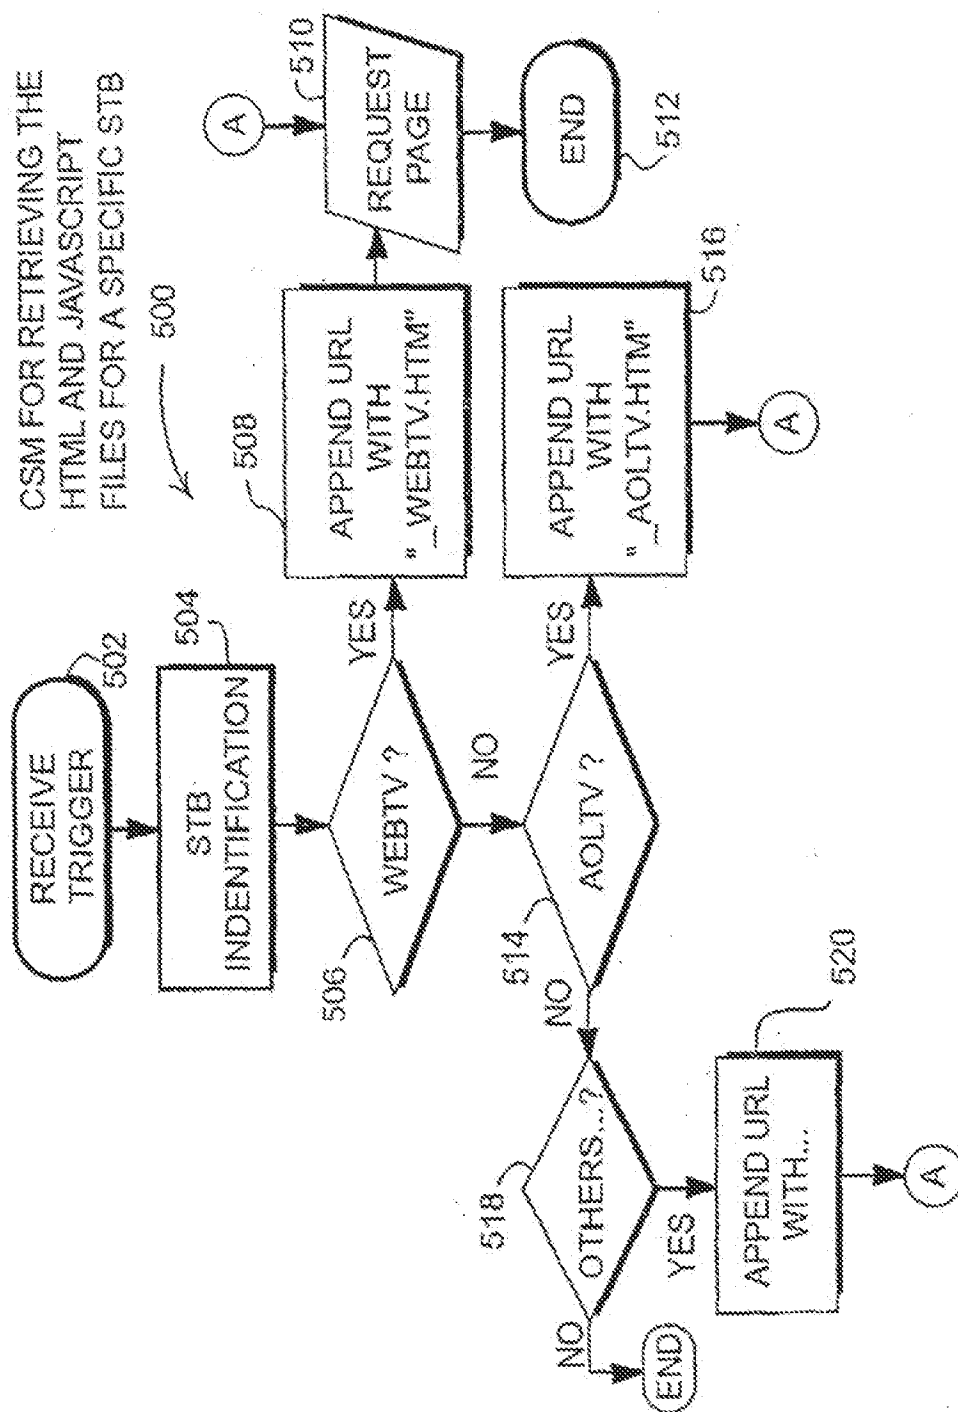 CSM FOR RETRIEVING THE
HTML AND JAVASCRIPT
FILES FOR A SPECIFIC STB
500
RECEIVE
TRIGGER
502
STB
INDENTIFICATION
504
WEBTV ?
506
YES
NO
APPEND URL
WITH
"_WEBTV.HTM"
508
A
REQUEST
PAGE
510
END
512
AOLTV ?
514
YES
NO
APPEND URL
WITH
"_AOLTV.HTM"
516
A
OTHERS...?
518
NO
END
YES
APPEND URL
WITH...
520
A